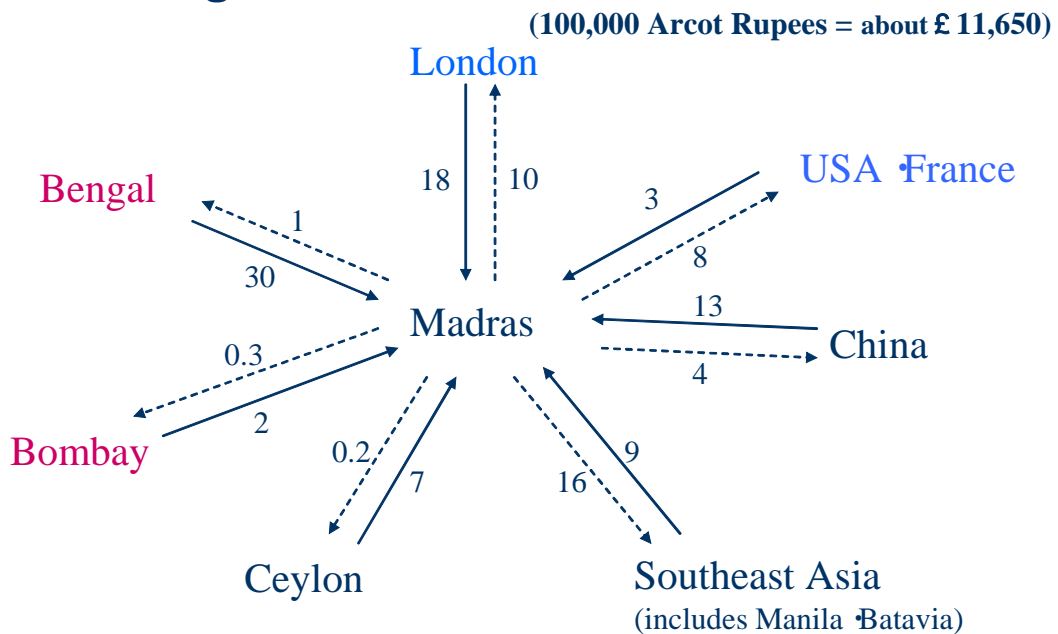 g
(100,000 Arcot Rupees = about £ 11,650)
London
USA •France
Bengal
18
10
3
1
8
30
13
Madras
China
0.3
4
2
Bombay
0.2
7
9
16
Ceylon
Southeast Asia
(includes Manila •Batavia)